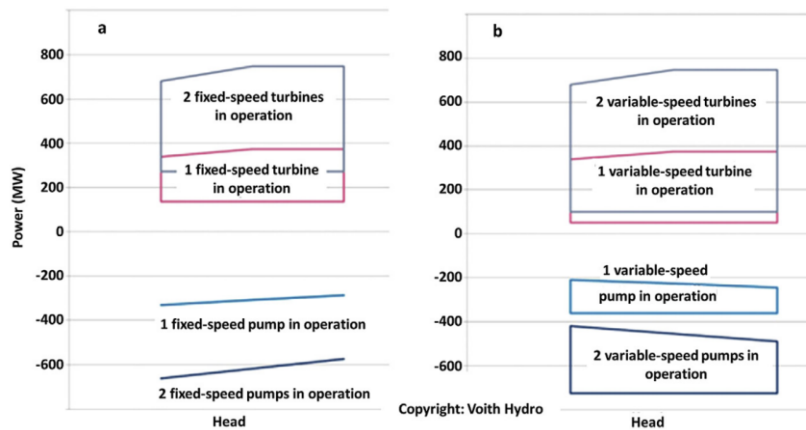 a
800
600
400
200
0
-200
-400
-600
Power (MW)
2 fixed-speed turbines
in operation
1 fixed-speed turbine
in operation
1 fixed-speed pump in operation
2 fixed-speed pumps in operation
Head
b
800
600
400
200
0
-200
-400
-600
2 variable-speed turbines
in operation
1 variable-speed turbine
in operation
1 variable-speed
pump in operation
2 variable-speed pumps in
operation
Copyright: Voith Hydro
Head